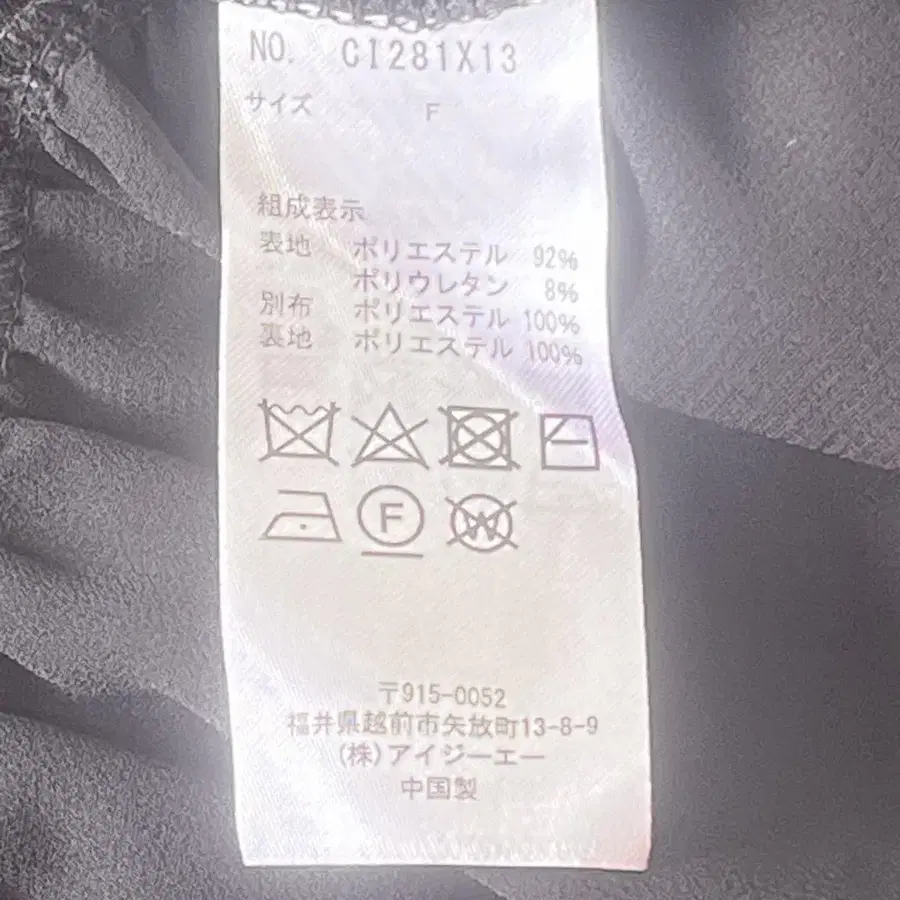 NO. CI281X13
サイズ F
組成表示
表地 ポリエステル 92%
ポリウレタン 8%
別布 ポリエステル 100%
裏地 ポリエステル 100%
F
W
〒915-0052
福井県越前市矢放町13-8-9
(株)アイジーエー
中国製